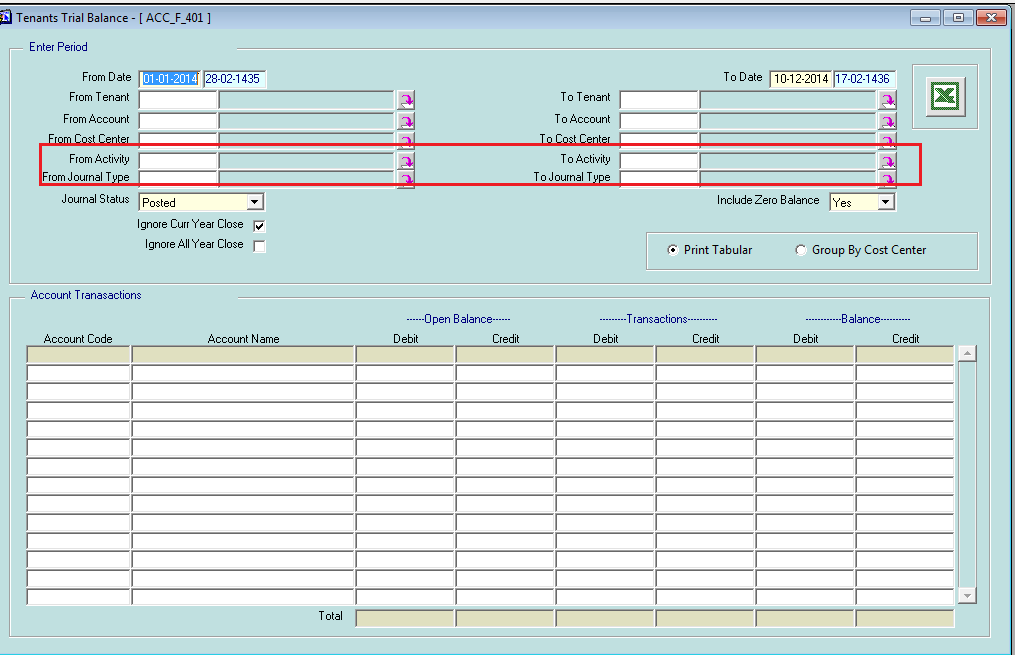 Tenants Trial Balance - [ ACC_F_401 ]
Enter Period
From Date 01-01-2014 28-02-1435 To Date 10-12-2014 17-02-1436
From Tenant To Tenant
From Account To Account
From Cost Center To Cost Center
From Activity To Activity
From Journal Type To Journal Type
Journal Status Posted Include Zero Balance Yes
Ignore Curr Year Close
Ignore All Year Close
Print Tabular Group By Cost Center
Account Tranasactions
------Open Balance------ ---------Transactions---------- -----------Balance----------
Account Code Account Name Debit Credit Debit Credit Debit Credit
Total